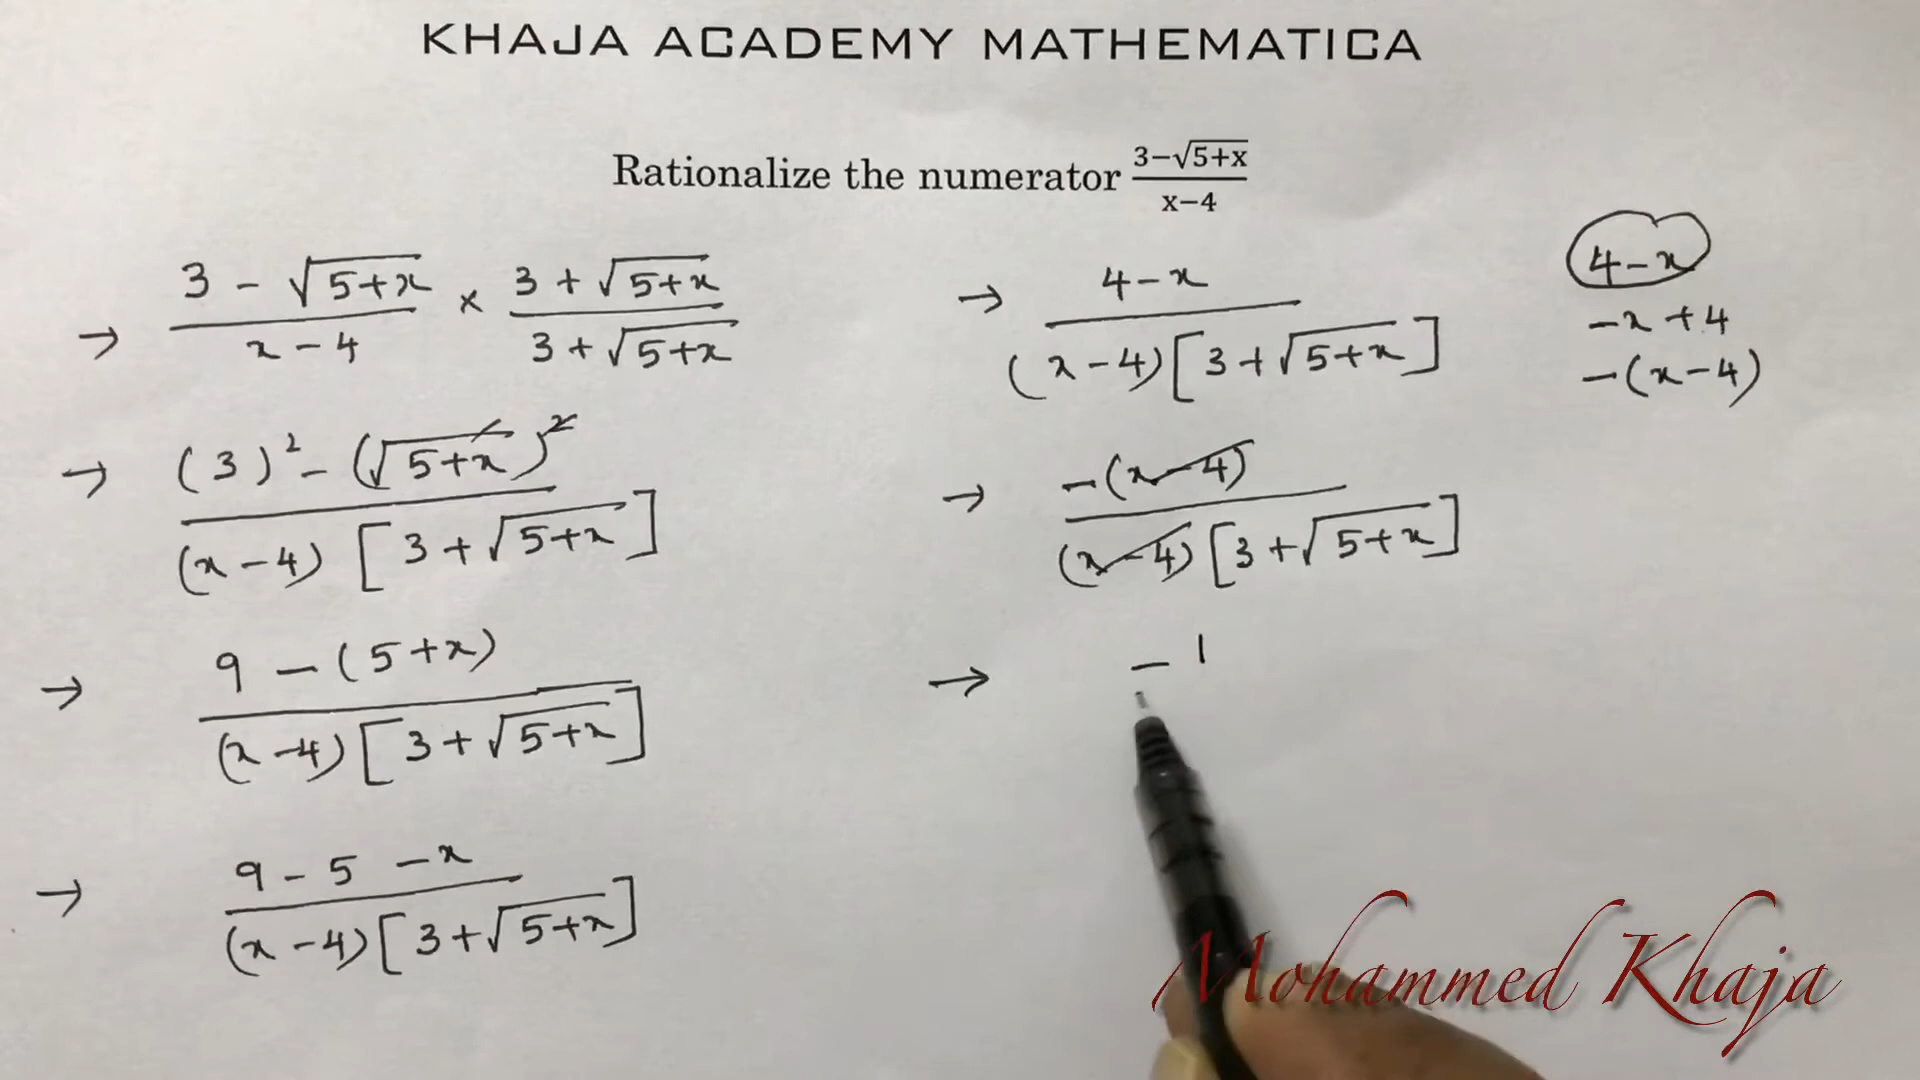 KHAJA ACADEMY MATHEMATICA
Rationalize the numerator (3−√5+x)/(x−4)
→ (3 − √(5+x))/(x − 4) × (3 + √(5+x))/(3 + √(5+x))
→ ((3)² − (√(5+x))²)/((x − 4) [3 + √(5+x)])
→ (9 − (5+x))/((x − 4)[3 + √(5+x)])
→ (9 − 5 − x)/((x − 4)[3 + √(5+x)])
→ (4 − x)/((x − 4)[3 + √(5+x)])
→ −(x − 4)/((x − 4)[3 + √(5+x)])
→ − 1
4 − x
−x + 4
−(x − 4)
Mohammed Khaja